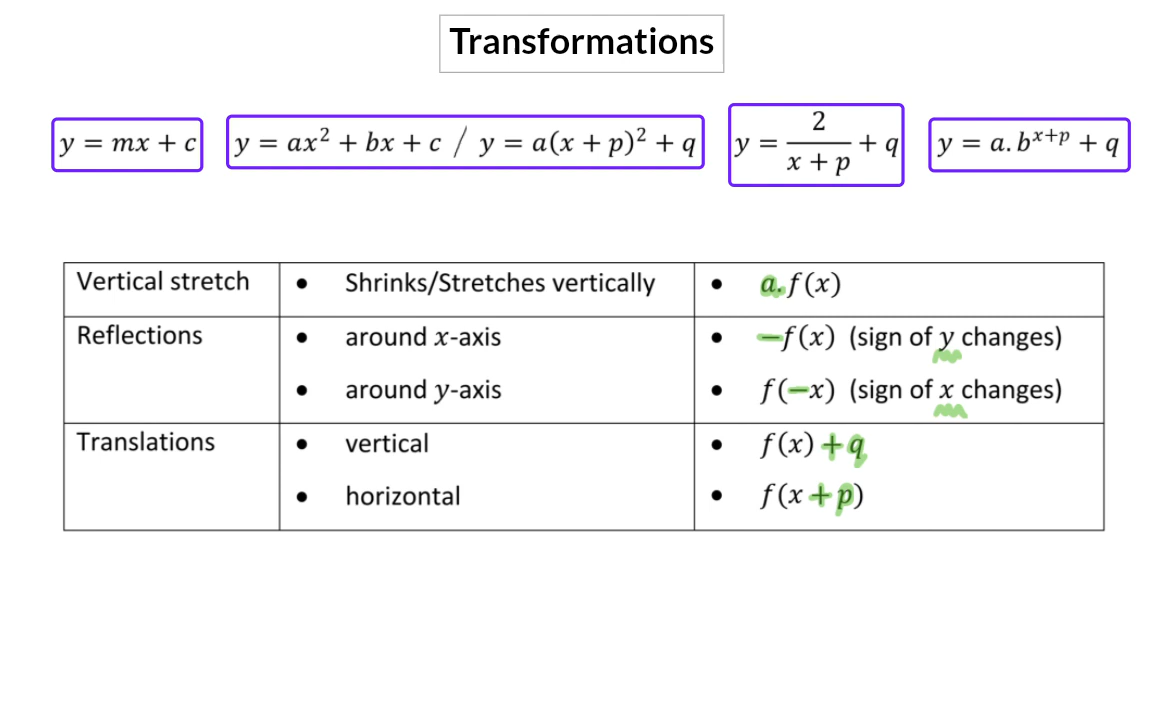 Transformations
y = mx + c
y = ax² + bx + c / y = a(x + p)² + q
y = 2/(x + p) + q
y = a.b^(x+p) + q
Vertical stretch • Shrinks/Stretches vertically • a.f(x)
Reflections • around x-axis • −f(x) (sign of y changes)
• around y-axis • f(−x) (sign of x changes)
Translations • vertical • f(x) + q
• horizontal • f(x + p)